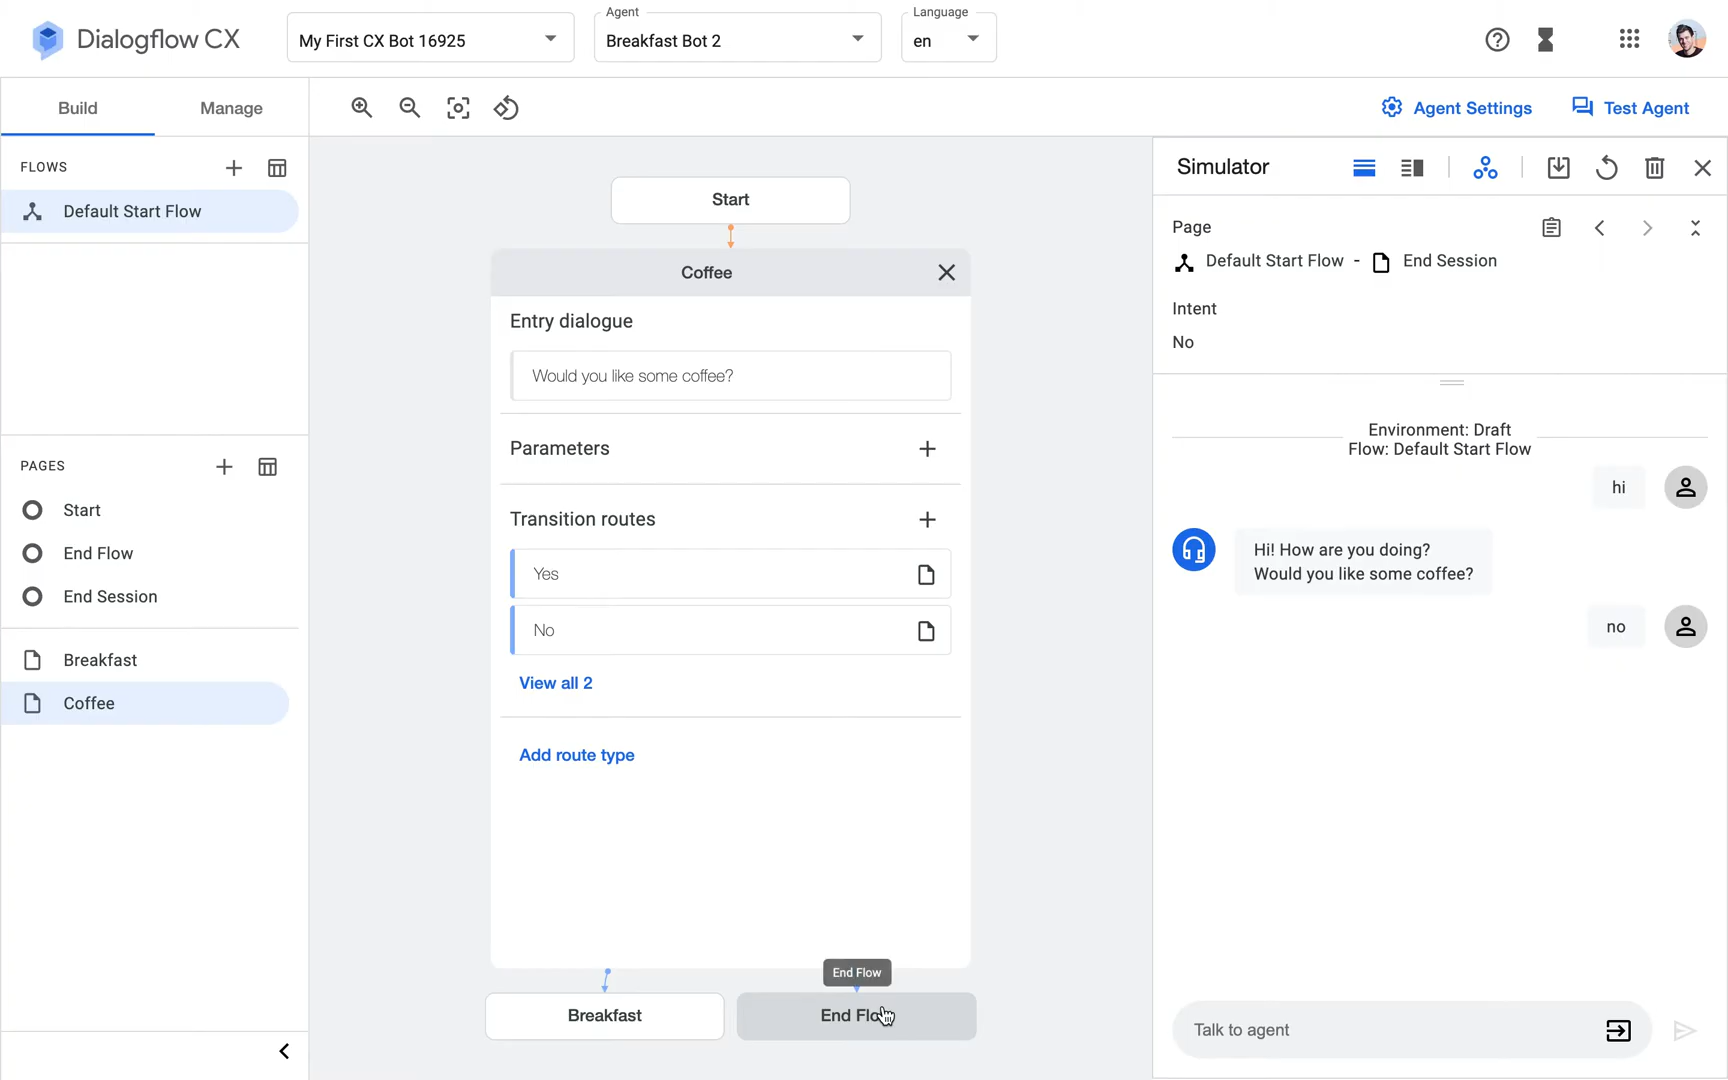 Dialogflow CX
My First CX Bot 16925
Agent
Breakfast Bot 2
Language
en
Build
Manage
Agent Settings
Test Agent
FLOWS
Default Start Flow
PAGES
Start
End Flow
End Session
Breakfast
Coffee
Start
Coffee
Entry dialogue
Would you like some coffee?
Parameters
Transition routes
Yes
No
View all 2
Add route type
End Flow
Breakfast
End Flo
Simulator
Page
Default Start Flow - End Session
Intent
No
Environment: Draft
Flow: Default Start Flow
hi
Hi! How are you doing?
Would you like some coffee?
no
Talk to agent